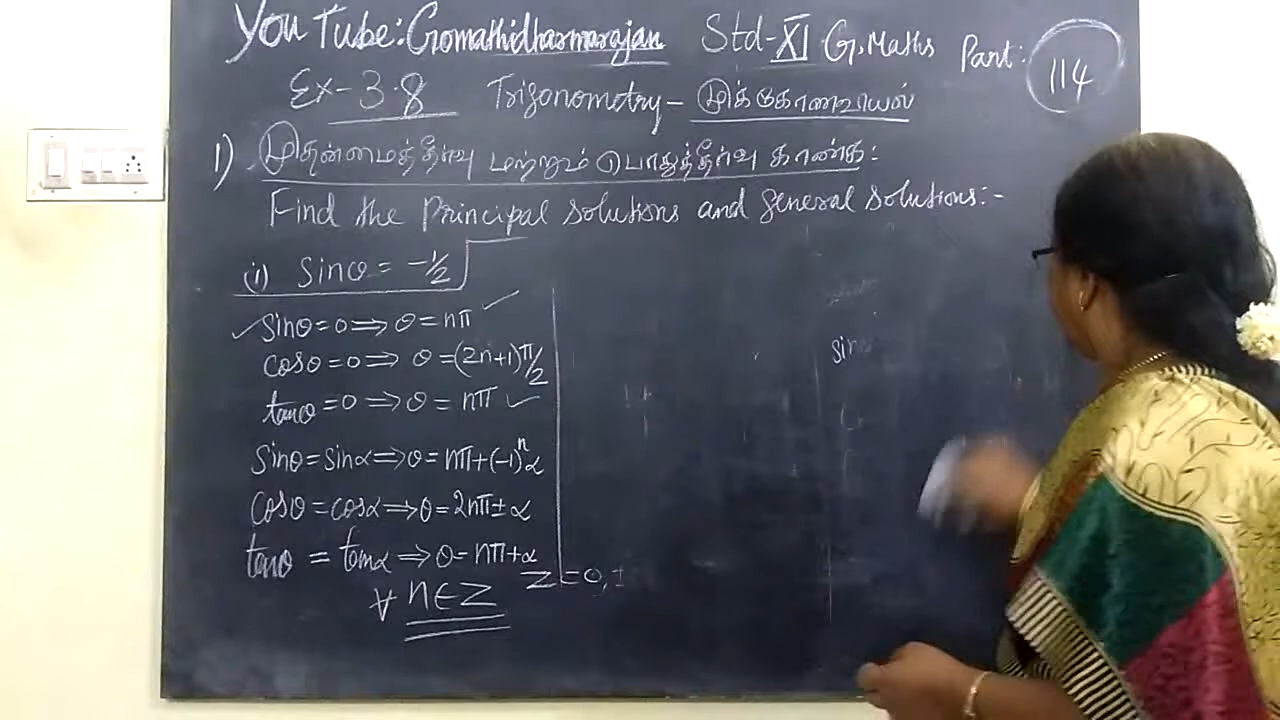 You Tube: Gomathidharmarajan Std-XI G.Maths Part: 114
Ex-3.8 Trigonometry- முக்கோணவியல்
1) முதன்மைத்தீர்வு மற்றும் பொதுத்தீர்வு காண்க:
Find the Principal solutions and general solutions:-
(i) Sinθ = -1/2
Sinθ=0⟹ θ=nπ ✓
cosθ=0⟹ θ=(2n+1)π/2
tanθ=0⟹θ=nπ ✓
Sinθ=Sinα⟹θ=nπ+(-1)ⁿα
cosθ=cosα⟹θ=2nπ±α
tanθ = tanα⟹θ=nπ+α
∀ n∈Z Z=0,±
sin